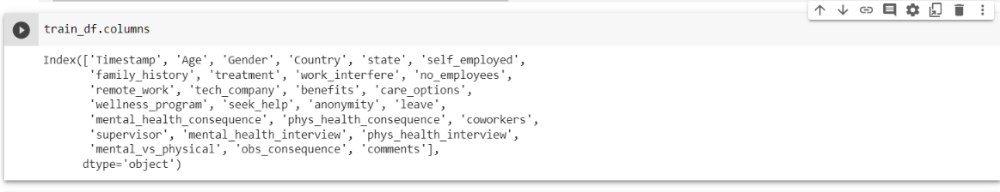 train_df.columns
Index(['Timestamp', 'Age', 'Gender', 'Country', 'state', 'self_employed',
'family_history', 'treatment', 'work_interfere', 'no_employees',
'remote_work', 'tech_company', 'benefits', 'care_options',
'wellness_program', 'seek_help', 'anonymity', 'leave',
'mental_health_consequence', 'phys_health_consequence', 'coworkers',
'supervisor', 'mental_health_interview', 'phys_health_interview',
'mental_vs_physical', 'obs_consequence', 'comments'],
dtype='object')